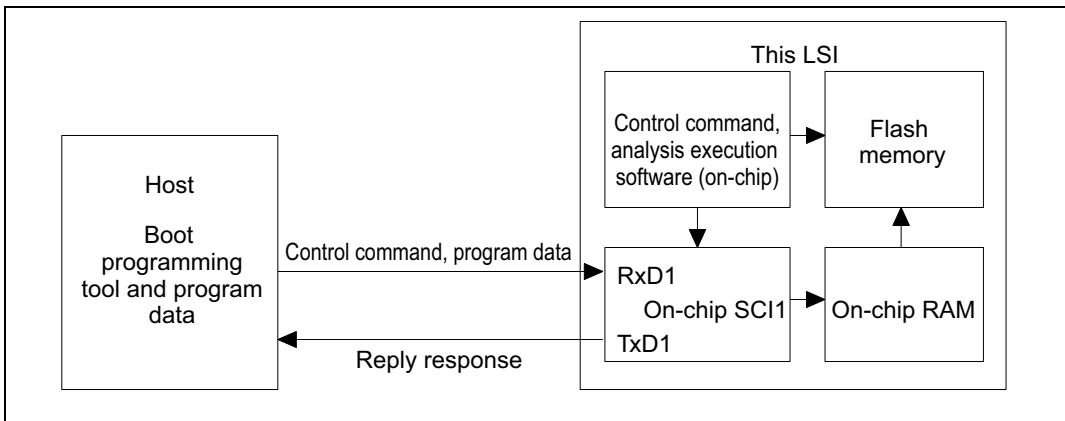 This LSI
Control command,
analysis execution
software (on-chip)
Flash
memory
Host
Boot
programming
tool and program
data
Control command, program data
RxD1
On-chip SCI1
TxD1
On-chip RAM
Reply response